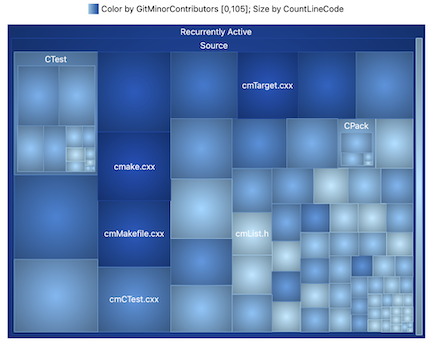 Color by GitMinorContributors [0,105]; Size by CountLineCode
Recurrently Active
Source
CTest
cmTarget.cxx
CPack
cmake.cxx
cmMakefile.cxx
cmList.h
cmCTest.cxx